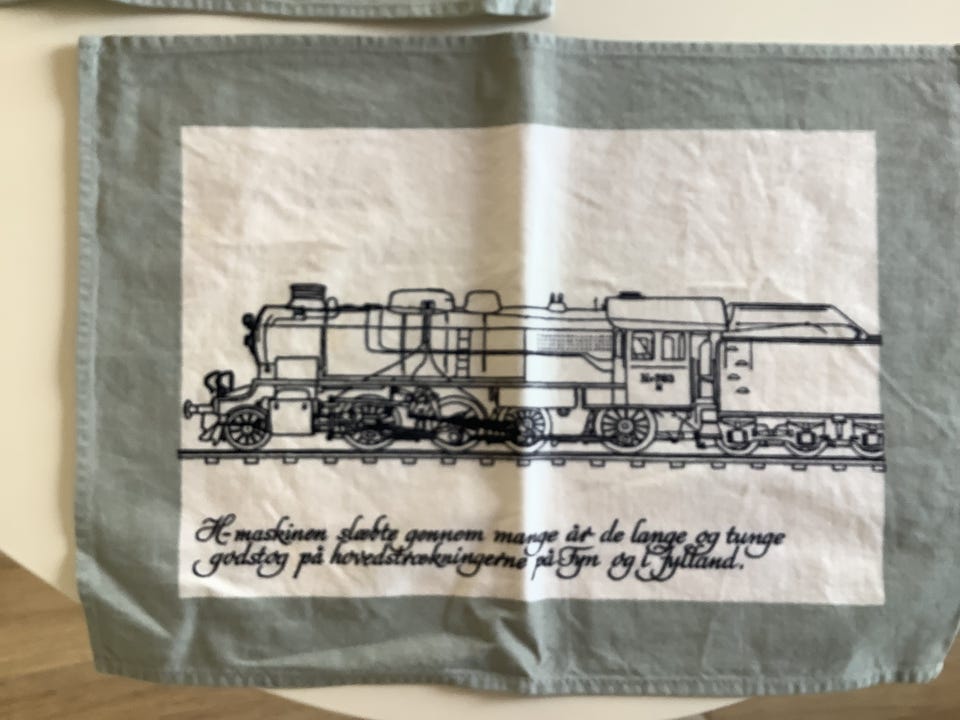 H-maskinen slæbte gennem mange år de lange og tunge
godstog på hovedstrækningerne på Fyn og i Jylland.